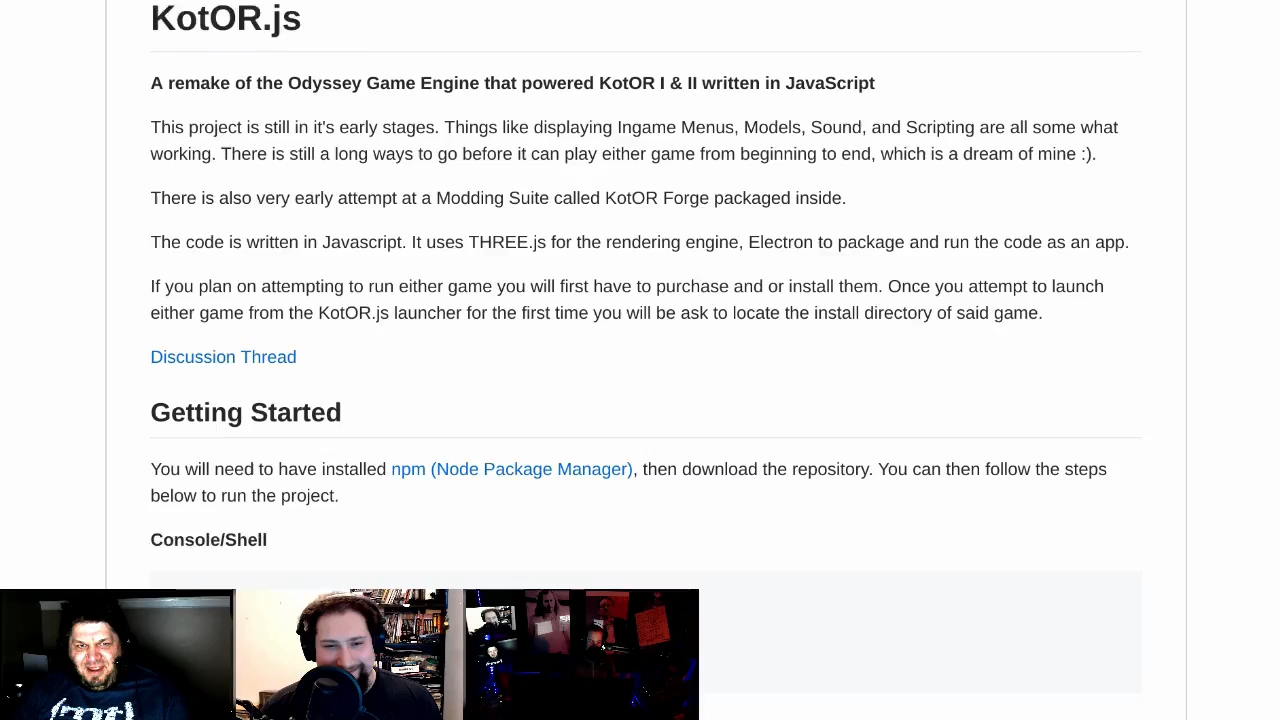 KotOR.js
A remake of the Odyssey Game Engine that powered KotOR I & II written in JavaScript
This project is still in it's early stages. Things like displaying Ingame Menus, Models, Sound, and Scripting are all some what
working. There is still a long ways to go before it can play either game from beginning to end, which is a dream of mine :).
There is also very early attempt at a Modding Suite called KotOR Forge packaged inside.
The code is written in Javascript. It uses THREE.js for the rendering engine, Electron to package and run the code as an app.
If you plan on attempting to run either game you will first have to purchase and or install them. Once you attempt to launch
either game from the KotOR.js launcher for the first time you will be ask to locate the install directory of said game.
Discussion Thread
Getting Started
You will need to have installed npm (Node Package Manager), then download the repository. You can then follow the steps
below to run the project.
Console/Shell